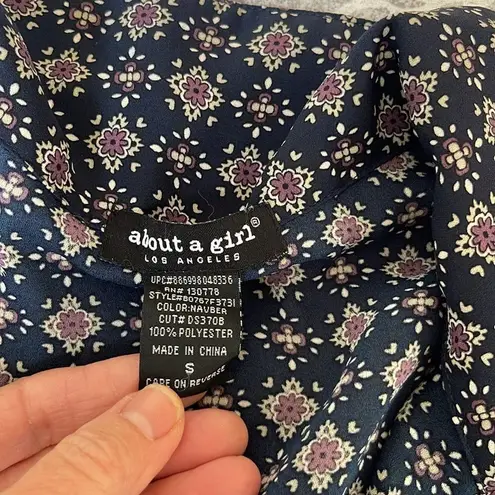 about a girl®
LOS ANGELES
UPC#886998048336
RN# 130778
STYLE#B0767F3731
COLOR:NAVBER
CUT# DS370B
100% POLYESTER
MADE IN CHINA
S
CARE ON REVERSE